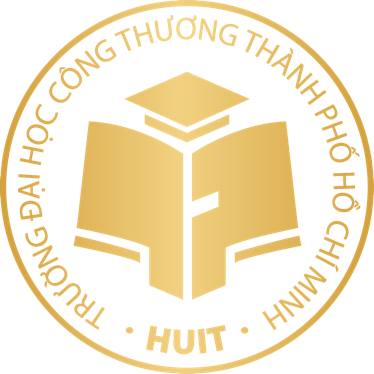 TRƯỜNG ĐẠI HỌC CÔNG THƯƠNG THÀNH PHỐ HỒ CHÍ MINH
• HUIT •